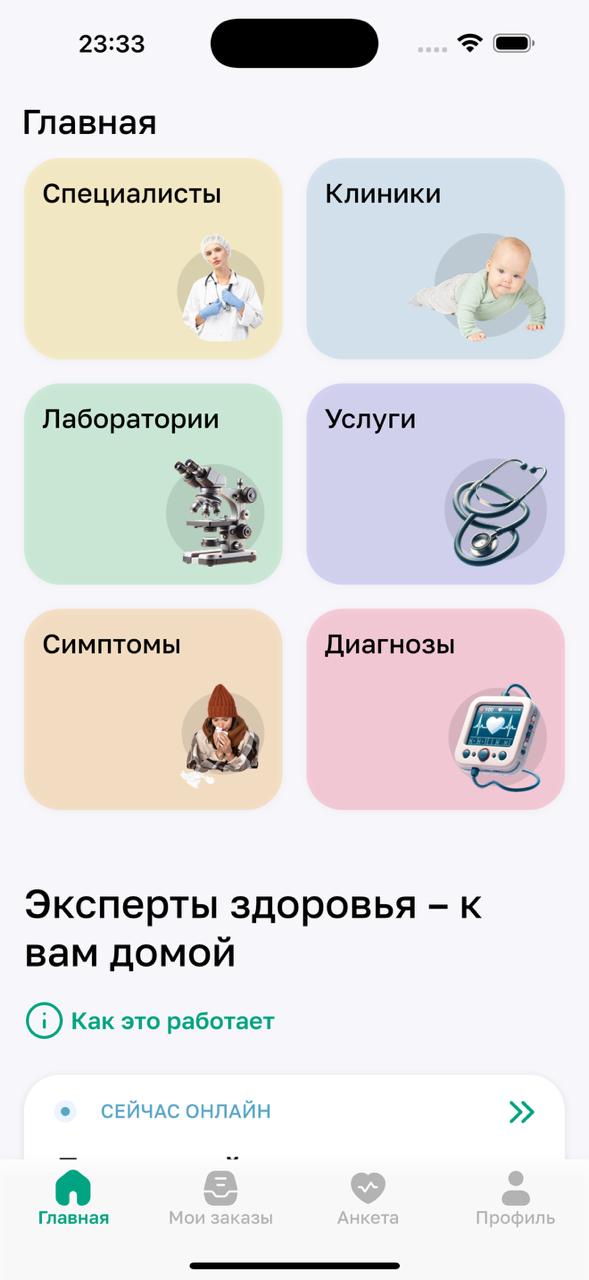 23:33
Главная
Специалисты
Клиники
Лаборатории
Услуги
Симптомы
Диагнозы
Эксперты здоровья – к
вам домой
Как это работает
СЕЙЧАС ОНЛАЙН
Главная
Мои заказы
Анкета
Профиль